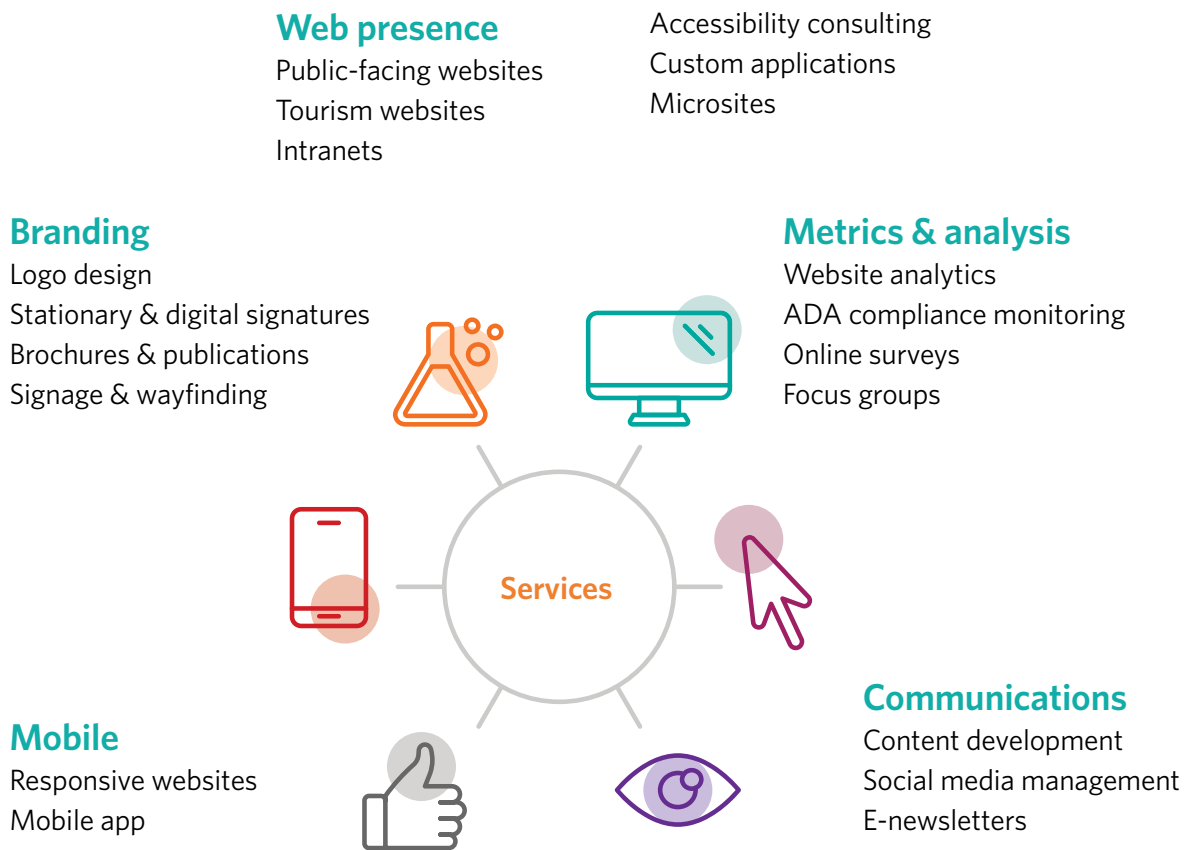 Web presence
Public-facing websites
Tourism websites
Intranets
Accessibility consulting
Custom applications
Microsites
Branding
Logo design
Stationary & digital signatures
Brochures & publications
Signage & wayfinding
Metrics & analysis
Website analytics
ADA compliance monitoring
Online surveys
Focus groups
Services
Mobile
Responsive websites
Mobile app
Communications
Content development
Social media management
E-newsletters